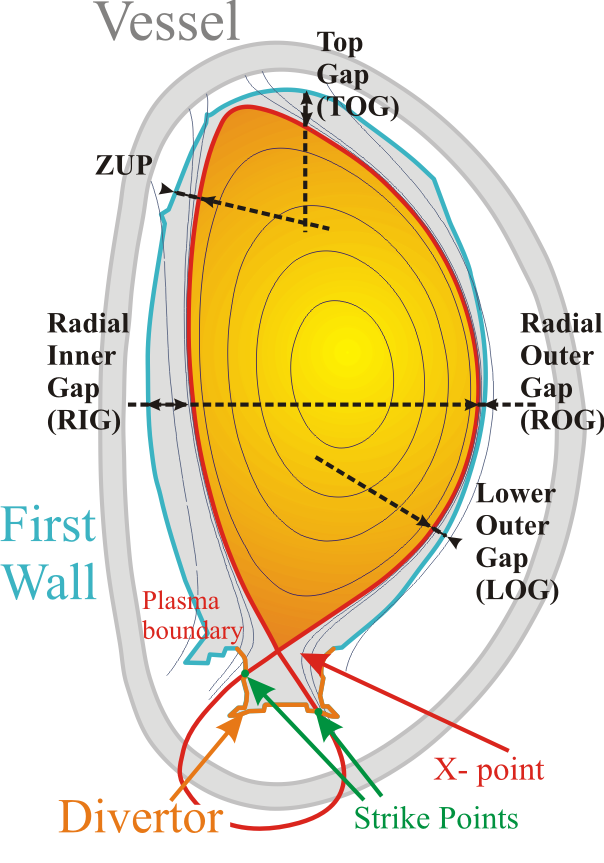 Vessel
Top
Gap
(TOG)
ZUP
Radial
Inner
Gap
(RIG)
Radial
Outer
Gap
(ROG)
Lower
Outer
Gap
(LOG)
First
Wall
Plasma
boundary
X- point
Divertor
Strike Points